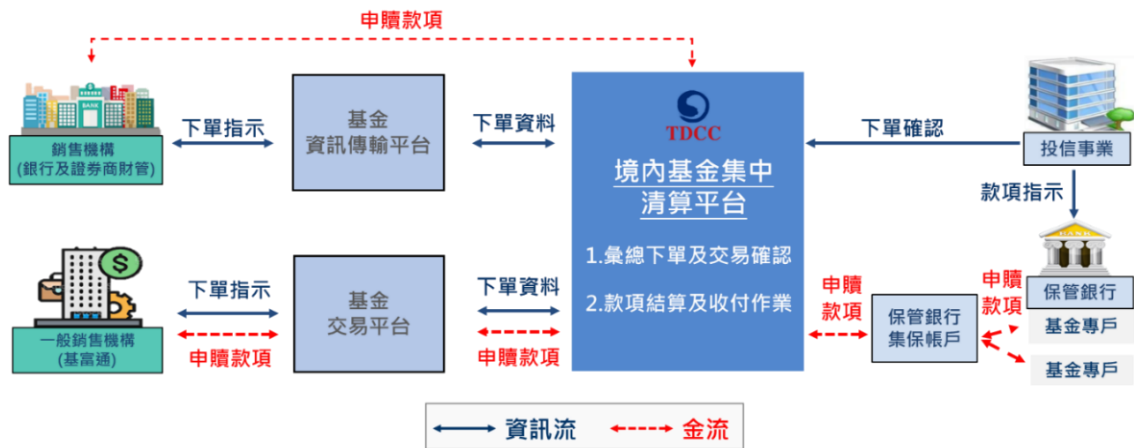 申贖款項
BANK
銷售機構
(銀行及證券商財管)
下單指示
基金
資訊傳輸平台
下單資料
TDCC
境內基金集中
清算平台
1.彙總下單及交易確認
2.款項結算及收付作業
下單確認
投信事業
款項指示
$
一般銷售機構
(基富通)
下單指示
申贖款項
基金
交易平台
下單資料
申贖款項
申贖
款項
保管銀行
集保帳戶
申贖
款項
BANK
保管銀行
基金專戶
基金專戶
資訊流
金流